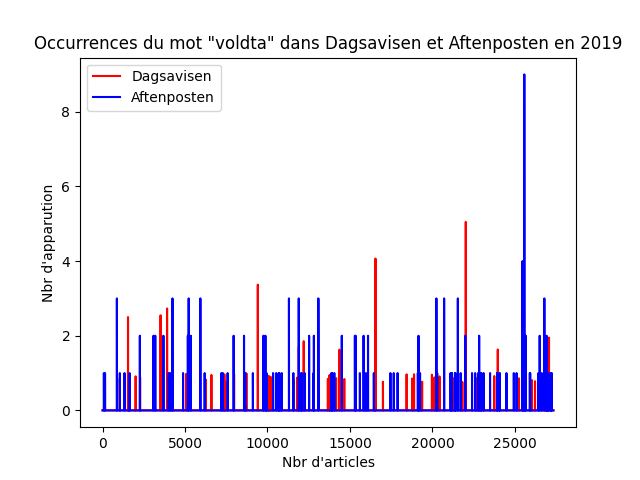 Occurrences du mot "voldta" dans Dagsavisen et Aftenposten en 2019
Dagsavisen
Aftenposten
8
6
4
2
0
Nbr d'apparution
0 5000 10000 15000 20000 25000
Nbr d'articles